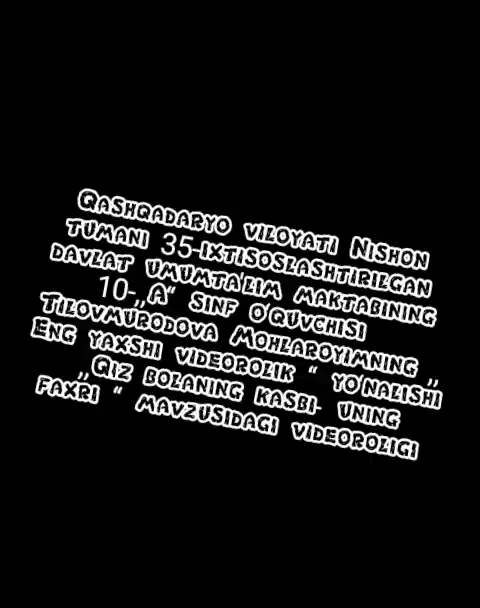 Qashqadaryo viloyati Nishon
tumani 35-ixtisoslashtirilgan
davlat umumta'lim maktabining
10-,,A“ sinf o'quvchisi
Tilovmurodova Mohlaroyimning ,,
Eng yaxshi videorolik “ yo'nalishi
,,Qiz bolaning kasbi- uning
faxri “ mavzusidagi videoroligi